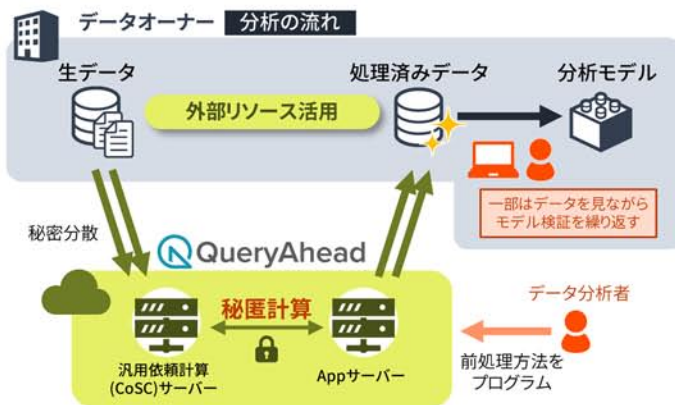 データオーナー 分析の流れ
生データ
処理済みデータ
分析モデル
外部リソース活用
一部はデータを見ながら
モデル検証を繰り返す
秘密分散
QueryAhead
データ分析者
秘匿計算
汎用依頼計算
(CoSC)サーバー
Appサーバー
前処理方法を
プログラム